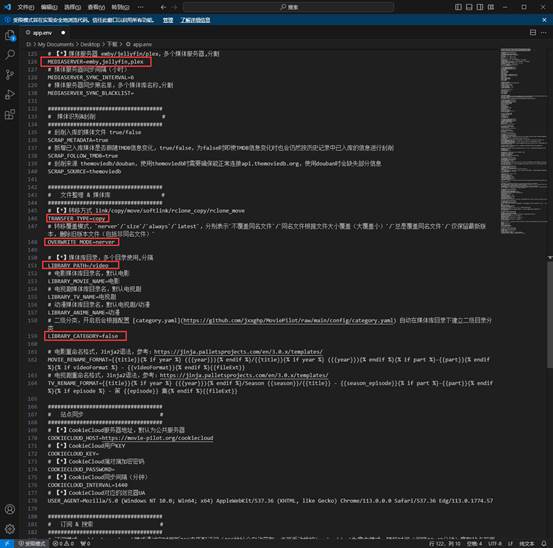 文件(F) 编辑(E) 选择(S) 查看(V) 转到(G) 搜索
受限模式旨在实现安全地浏览代码。信任此窗口以启用所有功能。 管理 了解详细信息
app.env
D: > My Documents > Desktop > 下载 > app.env
125 # 【*】媒体服务器 emby/jellyfin/plex，多个媒体服务器,分割
126 MEDIASERVER=emby,jellyfin,plex
127 # 媒体服务器同步间隔（小时）
128 MEDIASERVER_SYNC_INTERVAL=6
129 # 媒体服务器同步黑名单，多个媒体库名称,分割
130 MEDIASERVER_SYNC_BLACKLIST=
131
132 ####################################
133 # 媒体识别&刮削 #
134 ####################################
135 # 刮削入库的媒体文件 true/false
136 SCRAP_METADATA=true
137 # 新增已入库媒体是否跟随TMDB信息变化，true/false，为false时即使TMDB信息变化时也会仍然按历史记录中已入库的信息进行刮削
138 SCRAP_FOLLOW_TMDB=true
139 # 刮削来源 themoviedb/douban，使用themoviedb时需要确保能正常连接api.themoviedb.org，使用douban时会缺失部分信息
140 SCRAP_SOURCE=themoviedb
141
142 ####################################
143 # 文件整理 & 媒体库 #
144 ####################################
145 # 【*】转移方式 link/copy/move/softlink/rclone_copy/rclone_move
146 TRANSFER_TYPE=copy
147 # 转移覆盖模式，'nerver'/'size'/'always'/'latest'，分别表示'不覆盖同名文件'/'同名文件根据文件大小覆盖（大覆盖小）'/'总是覆盖同名文件'/'仅保留最新版本，删除旧版本文件（包括非同名文件）'
148 OVERWRITE_MODE=nerver
149
150 # 【*】媒体库目录，多个目录使用,分隔
151 LIBRARY_PATH=/video
152 # 电影媒体库目录名，默认电影
153 LIBRARY_MOVIE_NAME=电影
154 # 电视剧媒体库目录名，默认电视剧
155 LIBRARY_TV_NAME=电视剧
156 # 动漫媒体库目录名，默认电视剧/动漫
157 LIBRARY_ANIME_NAME=动漫
158 # 二级分类，开启后会根据配置 [category.yaml](https://github.com/jxxghp/MoviePilot/raw/main/config/category.yaml) 自动在媒体库目录下建立二级目录分类
159 LIBRARY_CATEGORY=false
160
161 # 电影重命名格式，Jinja2语法，参考：https://jinja.palletsprojects.com/en/3.0.x/templates/
162 MOVIE_RENAME_FORMAT={{title}}{% if year %} ({{year}}){% endif %}/{{title}}{% if year %} ({{year}}){% endif %}{% if part %}-{{part}}{% endif %}{% if videoFormat %} - {{videoFormat}}{% endif %}{{fileExt}}
163 # 电视剧重命名格式，Jinja2语法，参考：https://jinja.palletsprojects.com/en/3.0.x/templates/
164 TV_RENAME_FORMAT={{title}}{% if year %} ({{year}}){% endif %}/Season {{season}}/{{title}} - {{season_episode}}{% if part %}-{{part}}{% endif %}{% if episode %} - 第 {{episode}} 集{% endif %}{{fileExt}}
165
166 ####################################
167 # 站点同步 #
168 ####################################
169 # 【*】CookieCloud服务器地址，默认为公共服务器
170 COOKIECLOUD_HOST=https://movie-pilot.org/cookiecloud
171 # 【*】CookieCloud用户KEY
172 COOKIECLOUD_KEY=
173 # 【*】CookieCloud端对端加密密码
174 COOKIECLOUD_PASSWORD=
175 # 【*】CookieCloud同步间隔（分钟）
176 COOKIECLOUD_INTERVAL=1440
177 # 【*】CookieCloud对应的浏览器UA
178 USER_AGENT=Mozilla/5.0 (Windows NT 10.0; Win64; x64) AppleWebKit/537.36 (KHTML, like Gecko) Chrome/113.0.0.0 Safari/537.36 Edg/113.0.1774.57
179
180 ####################################
181 # 订阅 & 搜索 #
182 ####################################
受限模式 0 0 0 行 122，列 10 空格: 4 UTF-8 LF 纯文本